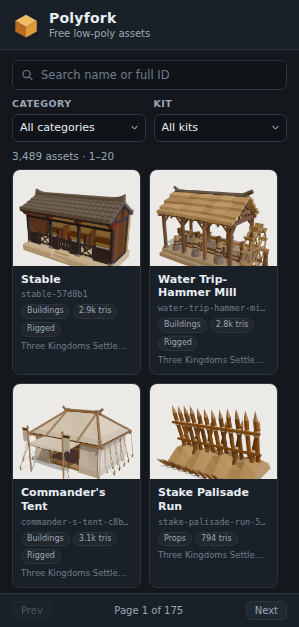 Polyfork
Free low-poly assets
Search name or full ID
CATEGORY KIT
All categories All kits
3,489 assets · 1–20
Stable
stable-57d8b1
Buildings 2.9k tris
Rigged
Three Kingdoms Settle…
Water Trip-
Hammer Mill
water-trip-hammer-mi…
Buildings 2.8k tris
Rigged
Three Kingdoms Settle…
Commander's
Tent
commander-s-tent-c8b…
Buildings 3.1k tris
Rigged
Three Kingdoms Settle…
Stake Palisade
Run
stake-palisade-run-5…
Props 794 tris
Three Kingdoms Settle…
Prev Page 1 of 175 Next